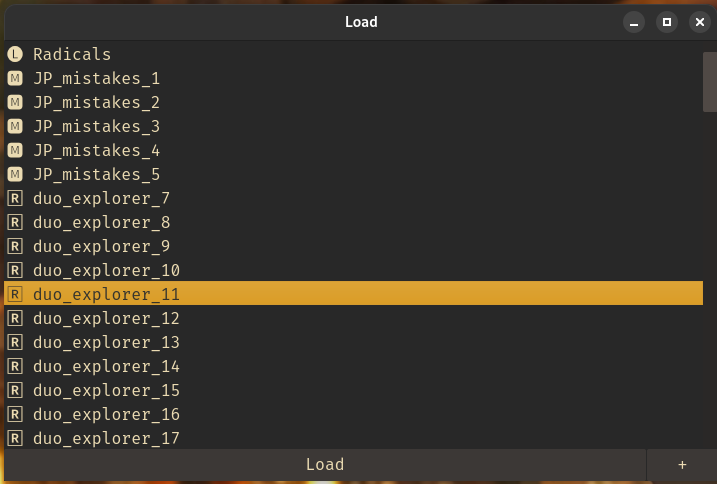 Load
L Radicals
M JP_mistakes_1
M JP_mistakes_2
M JP_mistakes_3
M JP_mistakes_4
M JP_mistakes_5
R duo_explorer_7
R duo_explorer_8
R duo_explorer_9
R duo_explorer_10
R duo_explorer_11
R duo_explorer_12
R duo_explorer_13
R duo_explorer_14
R duo_explorer_15
R duo_explorer_16
R duo_explorer_17
Load +